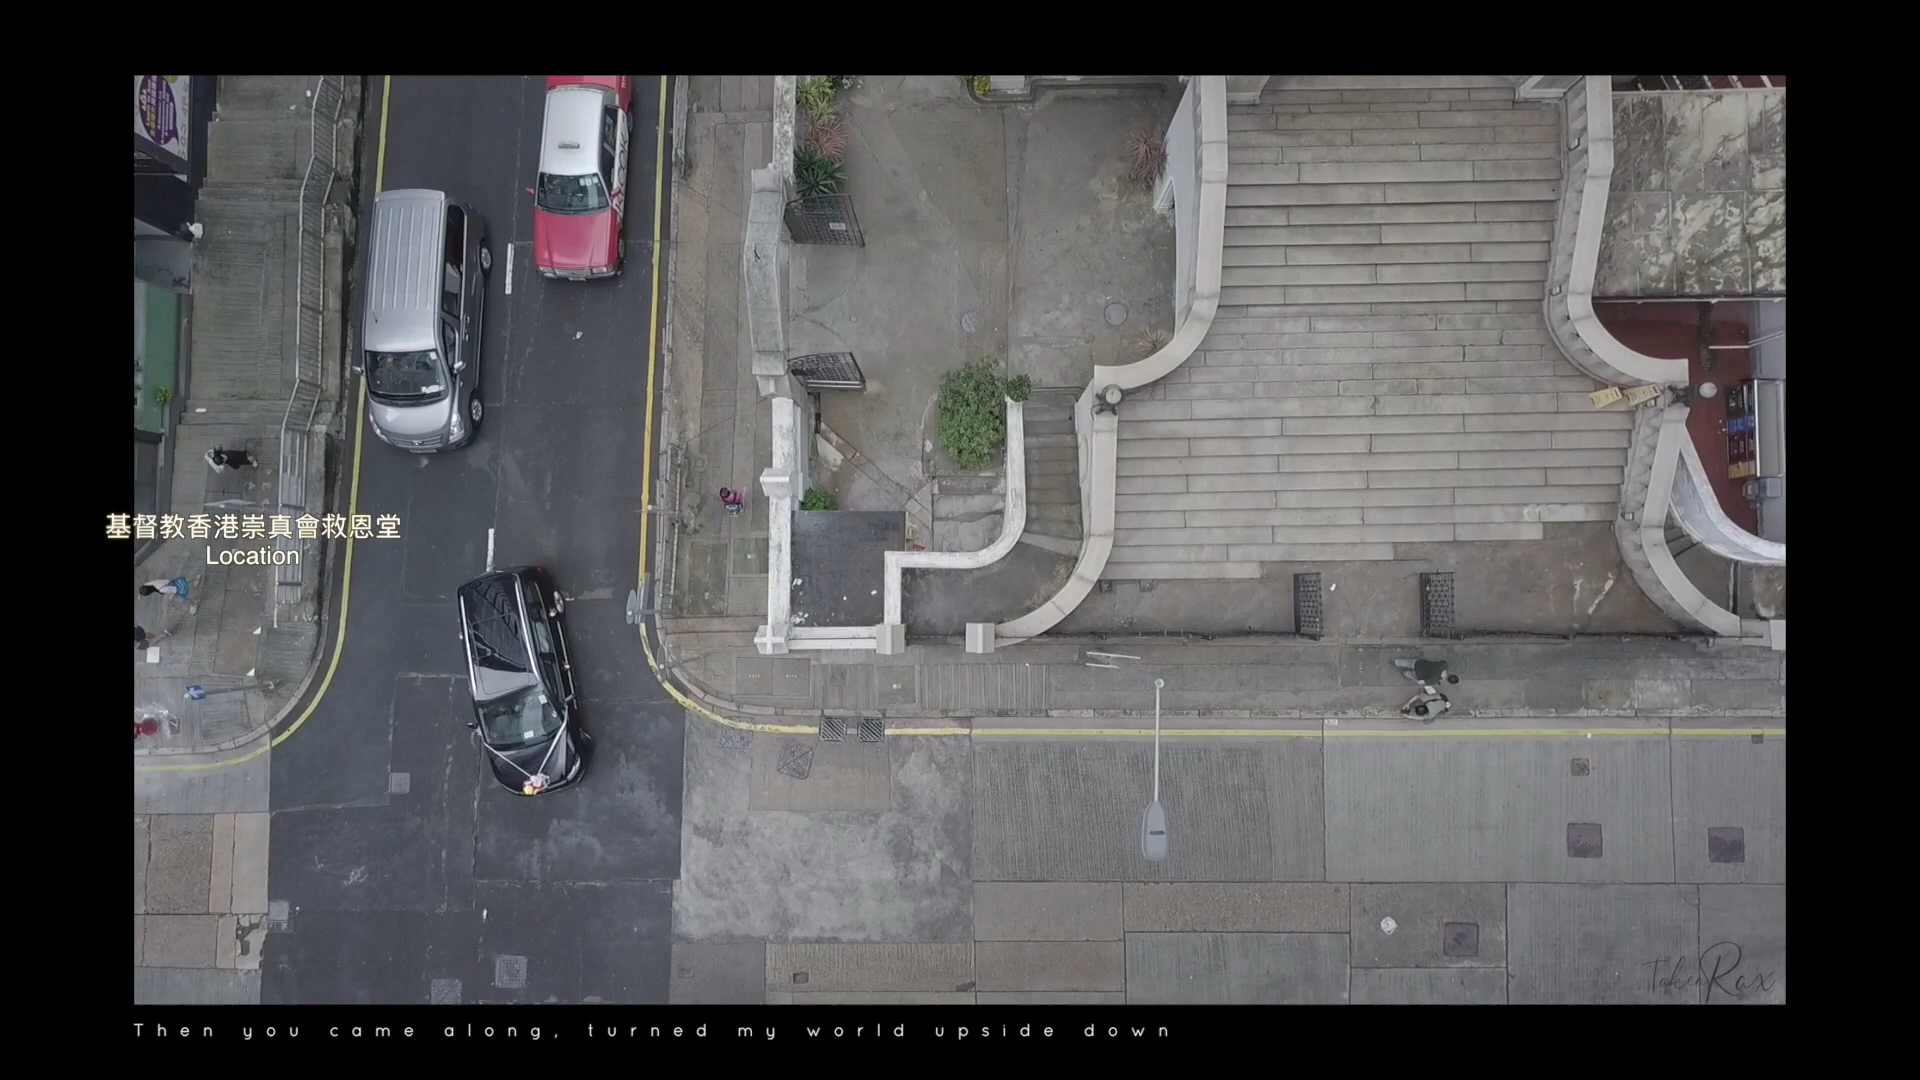 基督教香港崇真會救恩堂
Location
TakenRax
Then you came along, turned my world upside down